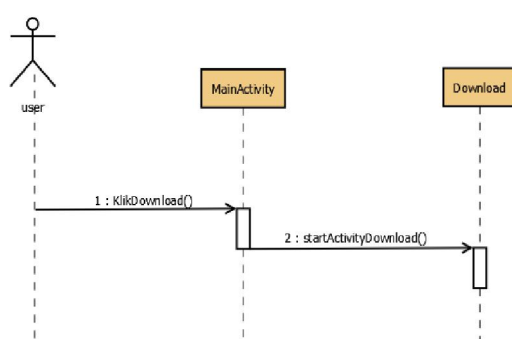 MainActivity
Download
user
1 : KlikDownload()
2 : startActivityDownload()